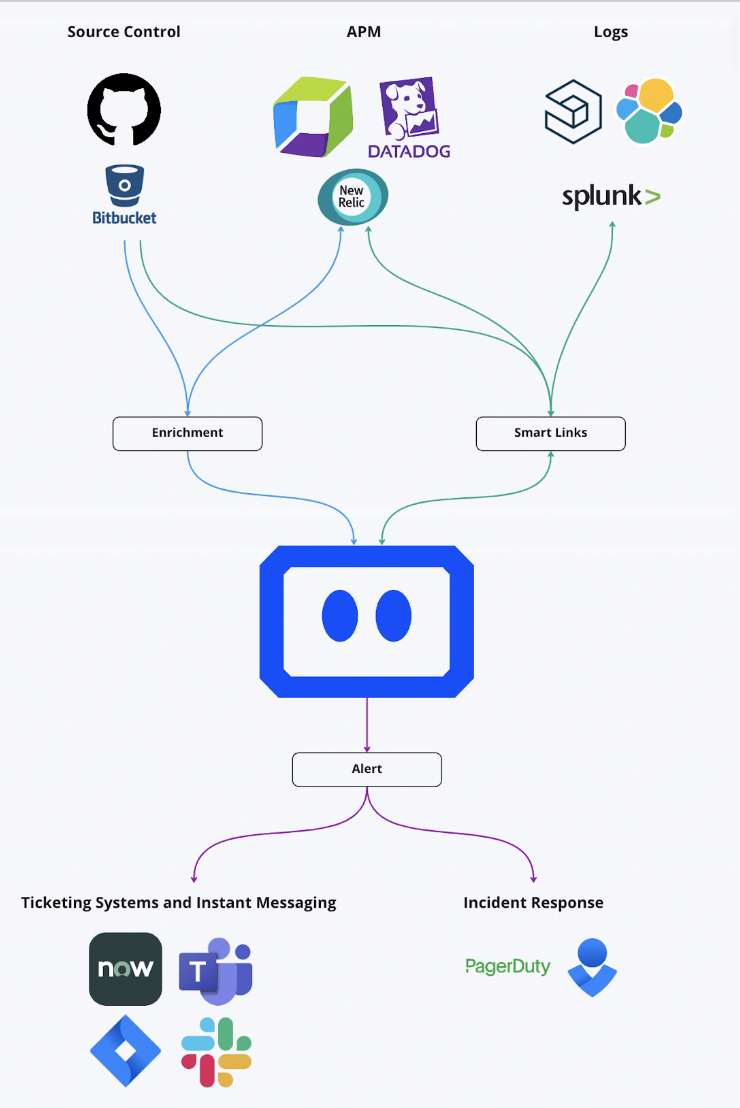 Source Control
APM
Logs
DATADOG
Bitbucket
New
Relic
splunk>
Enrichment
Smart Links
Alert
Ticketing Systems and Instant Messaging
Incident Response
now
T
PagerDuty